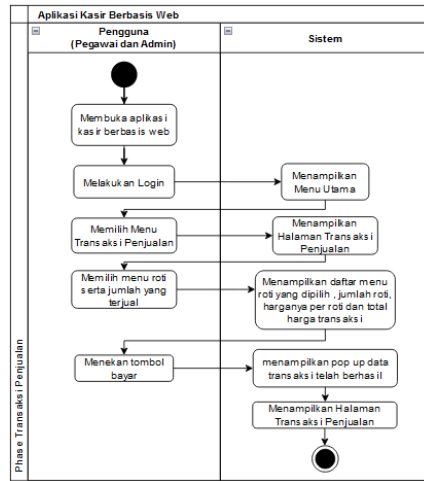 Aplikasi Kasir Berbasis Web
Pengguna
(Pegawai dan Admin)
Sistem
Membuka aplikasi
kasir berbasis web
Melakukan Login
Menampilkan
Menu Utama
Memilih Menu
Transaksi Penjualan
Menampilkan
Halaman Transaksi
Penjualan
Memilih menu roti
serta jumlah yang
terjual
Menampilkan daftar menu
roti yang dipilih , jumlah roti,
harganya per roti dan total
harga transaksi
Menekan tombol
bayar
menampilkan pop up data
transaksi telah berhasil
Menampilkan Halaman
Transaksi Penjualan
Phase Transaksi Penjualan